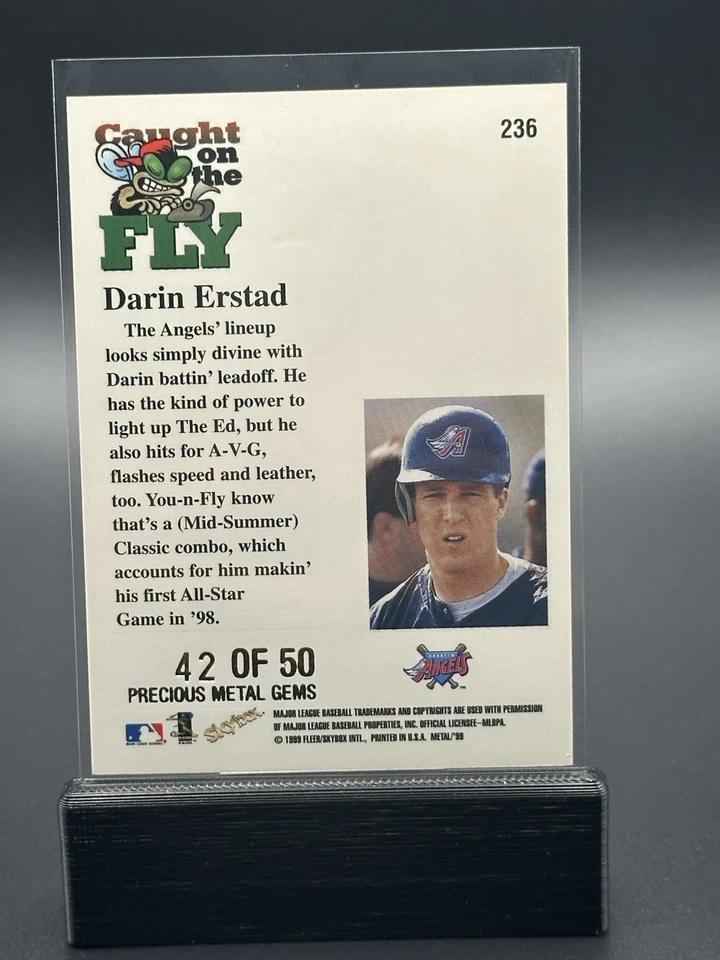 236
Caught
on
the
FLY
Darin Erstad
The Angels' lineup
looks simply divine with
Darin battin' leadoff. He
has the kind of power to
light up The Ed, but he
also hits for A-V-G,
flashes speed and leather,
too. You-n-Fly know
that's a (Mid-Summer)
Classic combo, which
accounts for him makin'
his first All-Star
Game in '98.
A
42 OF 50
PRECIOUS METAL GEMS
ANAHEIM
ANGELS
TM
Skybox
MAJOR LEAGUE BASEBALL TRADEMARKS AND COPYRIGHTS ARE USED WITH PERMISSION
OF MAJOR LEAGUE BASEBALL PROPERTIES, INC. OFFICIAL LICENSEE—MLBPA.
© 1999 FLEER/SKYBOX INTL., PRINTED IN U.S.A. METAL/'99